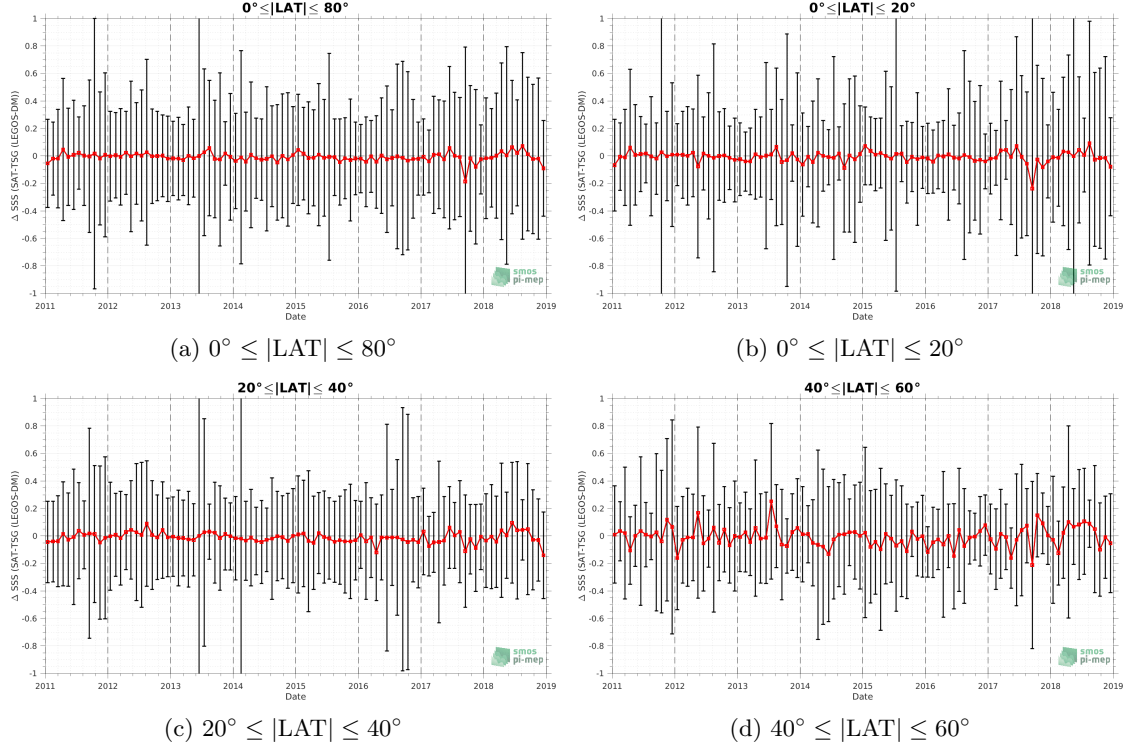 0°≤|LAT|≤ 80°
Δ SSS (SAT-TSG (LEGOS-DM))
1
0.8
0.6
0.4
0.2
0
-0.2
-0.4
-0.6
-0.8
-1
2011 2012 2013 2014 2015 2016 2017 2018 2019
Date
smos
pi-mep
(a) 0° ≤ |LAT| ≤ 80°
0°≤|LAT|≤ 20°
Δ SSS (SAT-TSG (LEGOS-DM))
1
0.8
0.6
0.4
0.2
0
-0.2
-0.4
-0.6
-0.8
-1
2011 2012 2013 2014 2015 2016 2017 2018 2019
Date
smos
pi-mep
(b) 0° ≤ |LAT| ≤ 20°
20°≤|LAT|≤ 40°
Δ SSS (SAT-TSG (LEGOS-DM))
1
0.8
0.6
0.4
0.2
0
-0.2
-0.4
-0.6
-0.8
-1
2011 2012 2013 2014 2015 2016 2017 2018 2019
Date
smos
pi-mep
(c) 20° ≤ |LAT| ≤ 40°
40°≤|LAT|≤ 60°
Δ SSS (SAT-TSG (LEGOS-DM))
1
0.8
0.6
0.4
0.2
0
-0.2
-0.4
-0.6
-0.8
-1
2011 2012 2013 2014 2015 2016 2017 2018 2019
Date
smos
pi-mep
(d) 40° ≤ |LAT| ≤ 60°